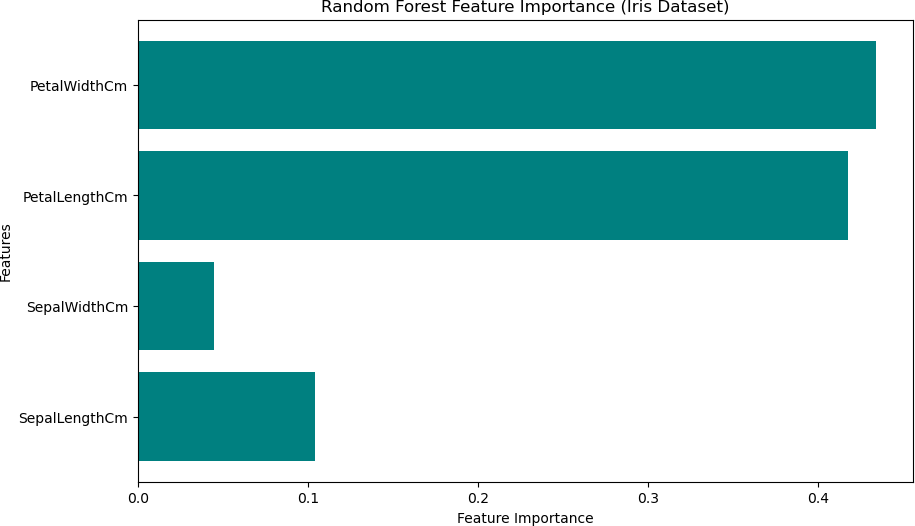 Random Forest Feature Importance (Iris Dataset)
PetalWidthCm
PetalLengthCm
SepalWidthCm
SepalLengthCm
Features
0.0 0.1 0.2 0.3 0.4
Feature Importance